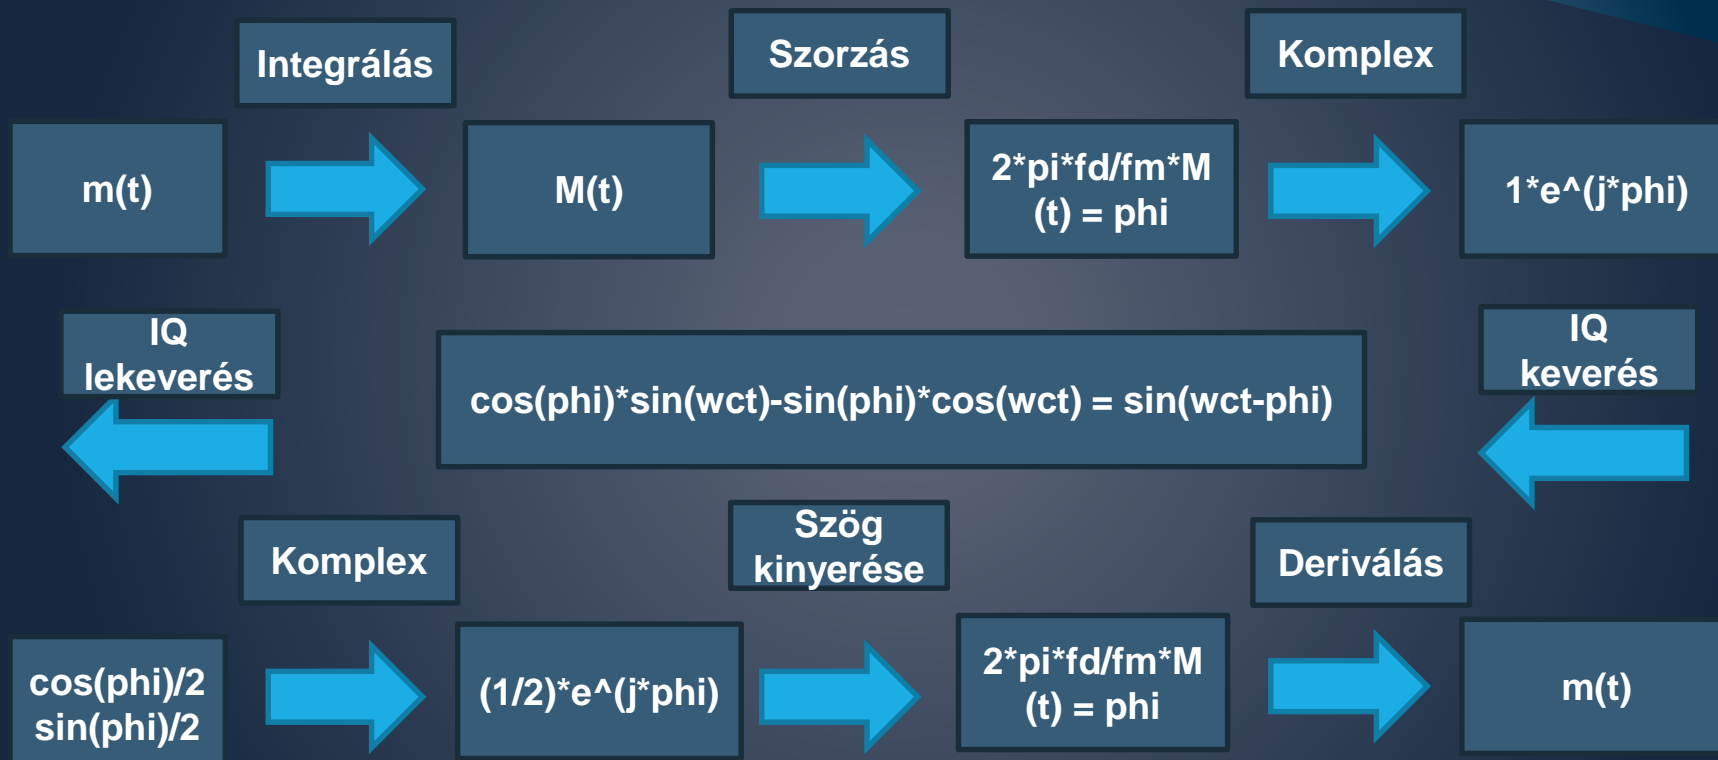 Integrálás
Szorzás
Komplex
m(t)
M(t)
2*pi*fd/fm*M
(t) = phi
1*e^(j*phi)
IQ
lekeverés
cos(phi)*sin(wct)-sin(phi)*cos(wct) = sin(wct-phi)
IQ
keverés
Komplex
Szög
kinyerése
Deriválás
cos(phi)/2
sin(phi)/2
(1/2)*e^(j*phi)
2*pi*fd/fm*M
(t) = phi
m(t)